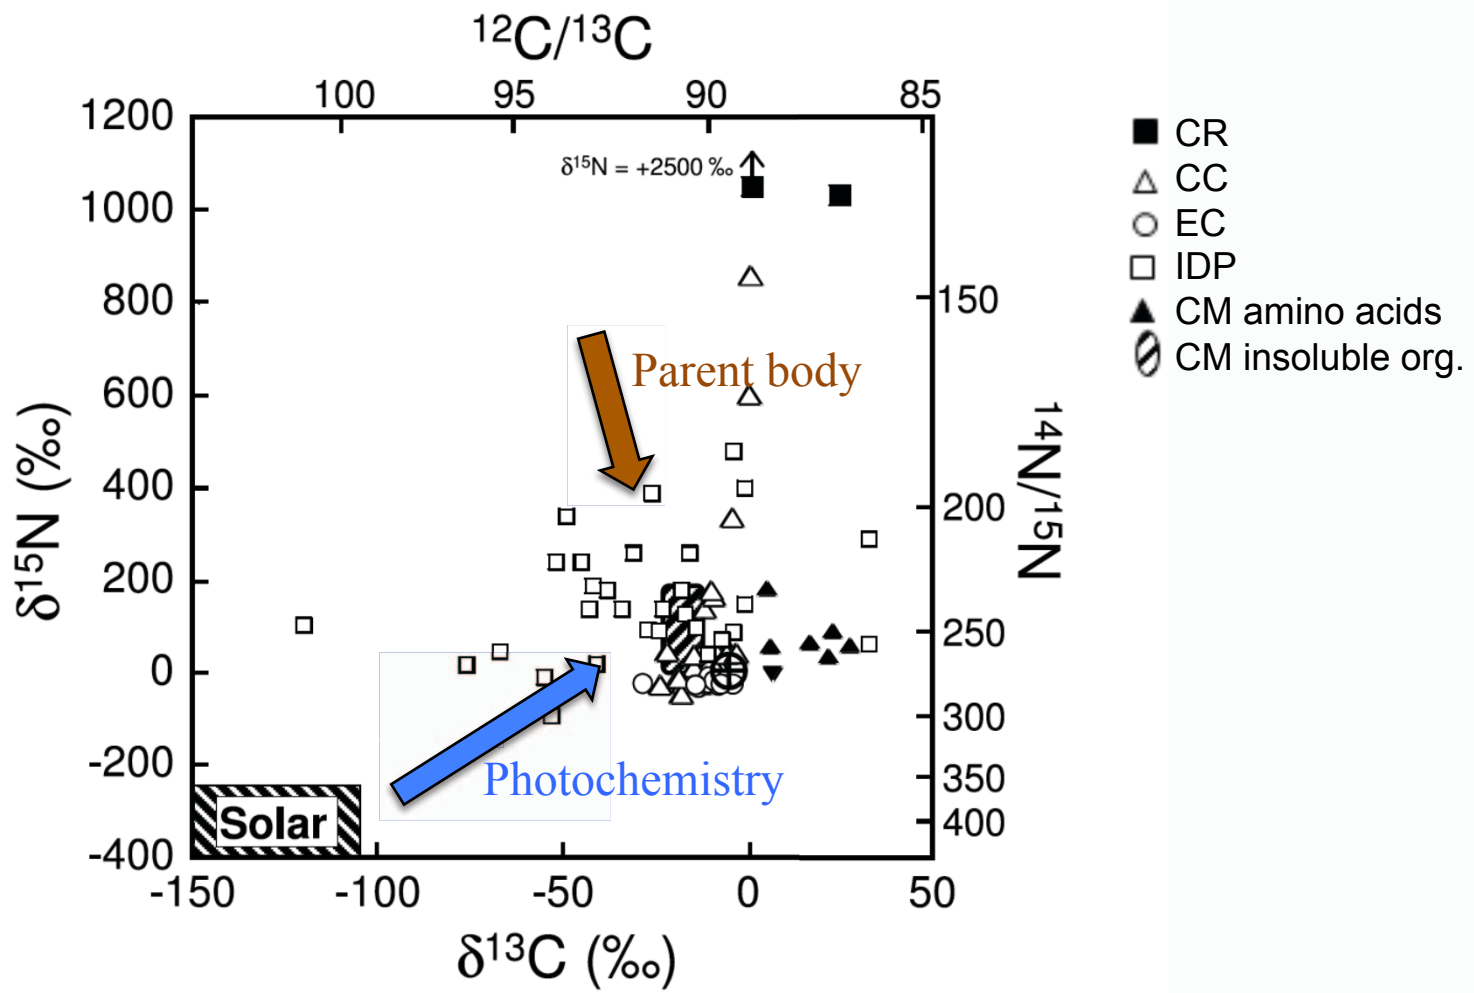 12C/13C
100 95 90 85
1200
1000
800
600
400
200
0
-200
-400
δ15N (‰)
δ15N = +2500 ‰
Parent body
Photochemistry
Solar
150
200
250
300
350
400
14N/15N
-150 -100 -50 0 50
δ13C (‰)
CR
CC
EC
IDP
CM amino acids
CM insoluble org.